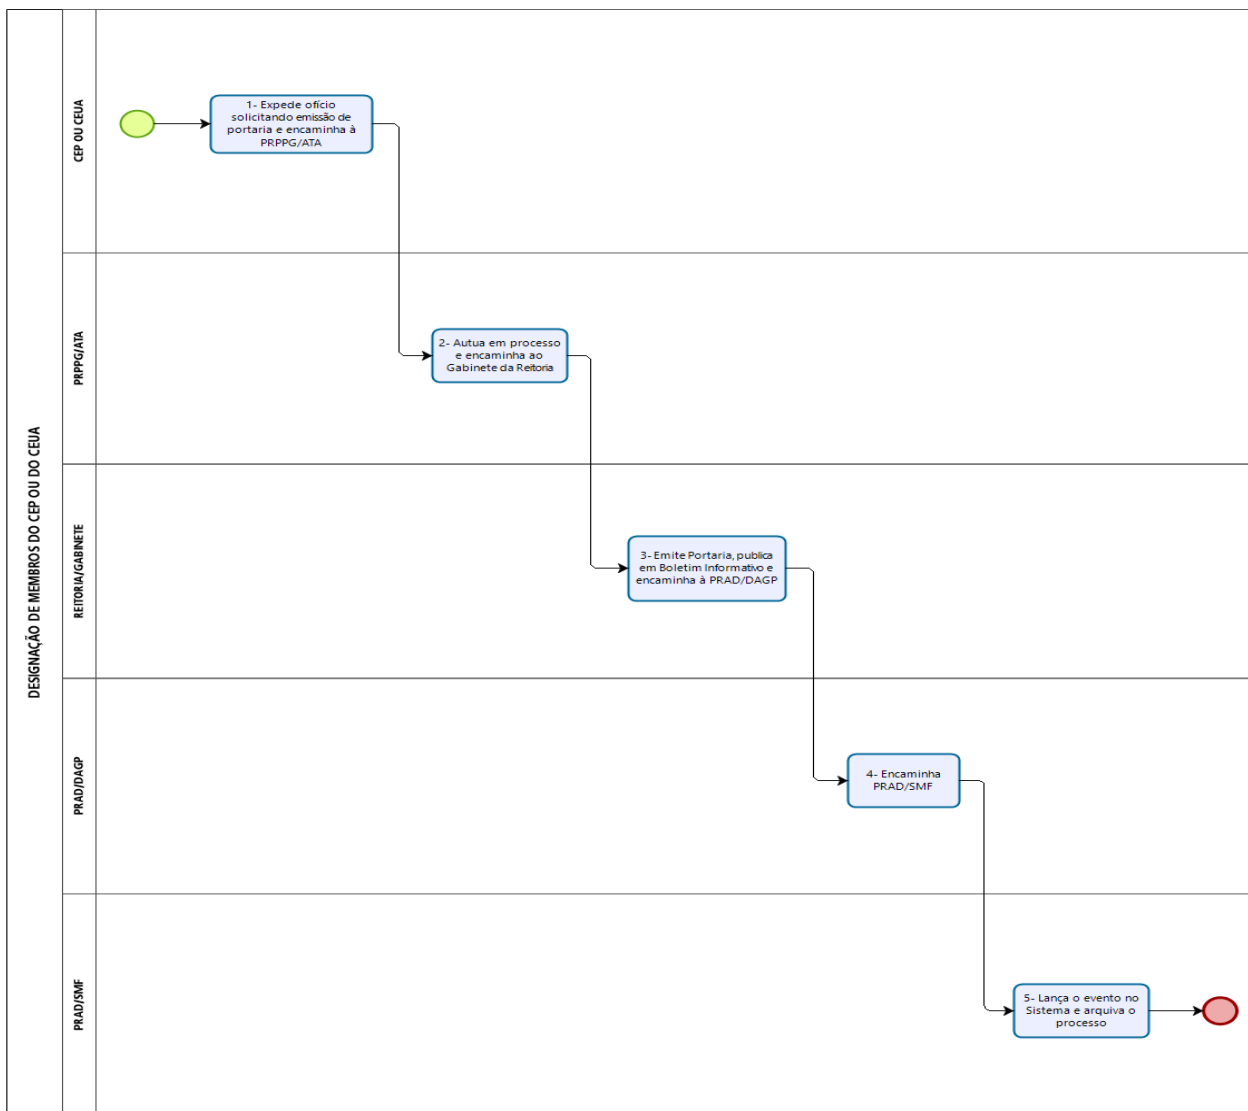 DESIGNAÇÃO DE MEMBROS DO CEP OU DO CEUA
CEP OU CEUA
1- Expede ofício
solicitando emissão de
portaria e encaminha à
PRPPG/ATA
PRPPG/ATA
2- Autua em processo
e encaminha ao
Gabinete da Reitoria
REITORIA/GABINETE
3- Emite Portaria, publica
em Boletim Informativo e
encaminha à PRAD/DAGP
PRAD/DAGP
4- Encaminha
PRAD/SMF
PRAD/SMF
5- Lança o evento no
Sistema e arquiva o
processo